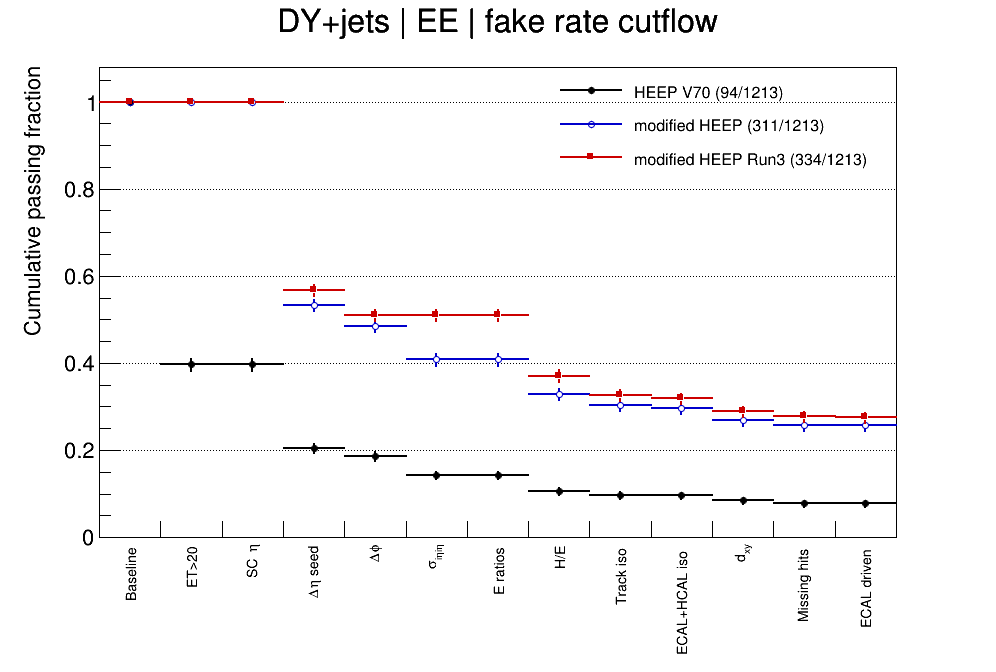 DY+jets | EE | fake rate cutflow
Cumulative passing fraction
1
0.8
0.6
0.4
0.2
0
HEEP V70 (94/1213)
modified HEEP (311/1213)
modified HEEP Run3 (334/1213)
Baseline
ET>20
SC η
Δη seed
Δϕ
σiηiη
E ratios
H/E
Track iso
ECAL+HCAL iso
dxy
Missing hits
ECAL driven